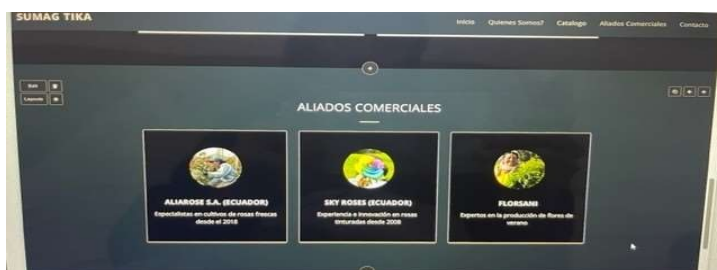 SUMAG TIKA
Inicio Quienes Somos? Catalogo Aliados Comerciales Contacto
Edit
Layouts
ALIADOS COMERCIALES
ALIAROSE S.A. (ECUADOR)
Especialistas en cultivos de rosas frescas
desde el 2018
SKY ROSES (ECUADOR)
Experiencia e innovación en rosas
tinturadas desde 2008
FLORSANI
Expertos en la producción de flores de
verano